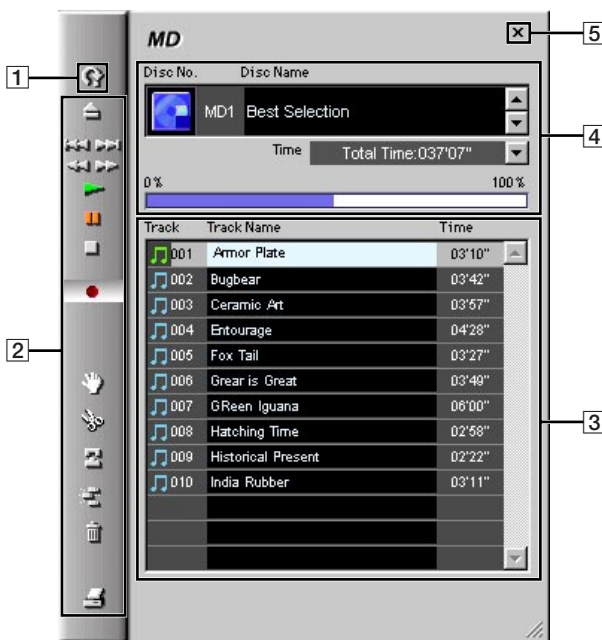 MD
5
1
Disc No. Disc Name
MD1 Best Selection
4
Time Total Time:037'07"
0% 100%
Track Track Name Time
001 Armor Plate 03'10"
002 Bugbear 03'42"
003 Ceramic Art 03'57"
004 Entourage 04'28"
2
005 Fox Tail 03'27"
006 Grear is Great 03'49"
3
007 GReen Iguana 06'00"
008 Hatching Time 02'58"
009 Historical Present 02'22"
010 India Rubber 03'11"